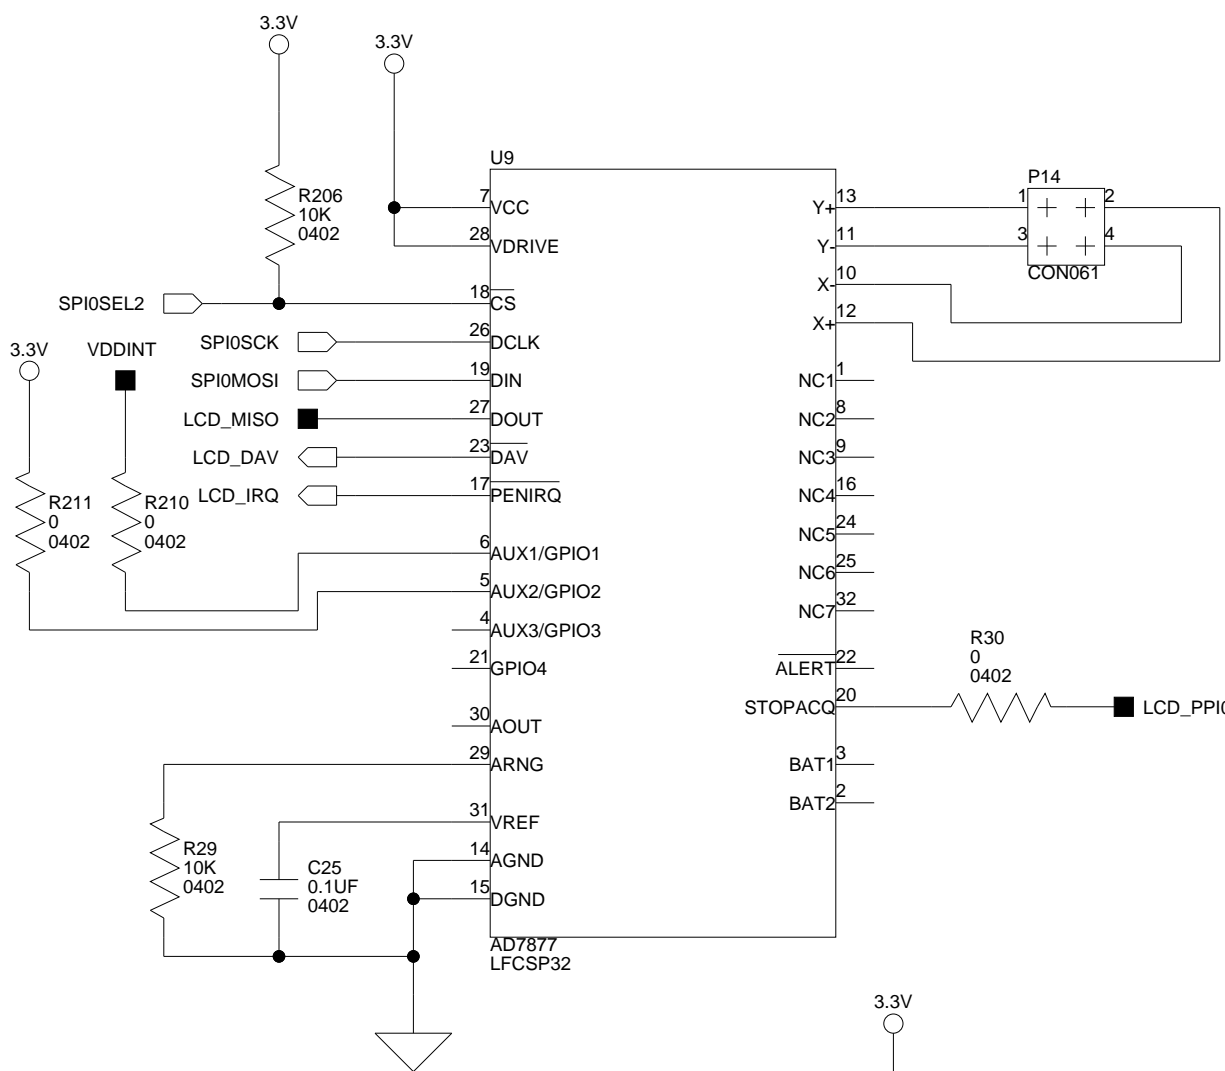 3.3V
3.3V
U9
R206
10K
0402
7
VCC
28
VDRIVE
SPI0SEL2
18
CS
SPI0SCK
26
DCLK
3.3V
VDDINT
SPI0MOSI
19
DIN
LCD_MISO
27
DOUT
LCD_DAV
23
DAV
LCD_IRQ
17
PENIRQ
R211
0
0402
R210
0
0402
6
AUX1/GPIO1
5
AUX2/GPIO2
4
AUX3/GPIO3
21
GPIO4
30
AOUT
29
ARNG
31
VREF
14
AGND
15
DGND
R29
10K
0402
C25
0.1UF
0402
AD7877
LFCSP32
Y+
13
Y-
11
X-
10
X+
12
P14
1
2
3
4
CON061
NC1
1
NC2
8
NC3
9
NC4
16
NC5
24
NC6
25
NC7
32
ALERT
22
STOPACQ
20
R30
0
0402
BAT1
3
BAT2
2
3.3V